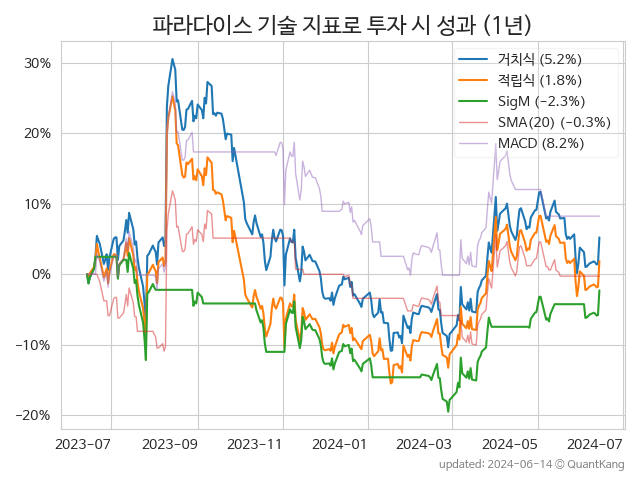 파라다이스 기술 지표로 투자 시 성과 (1년)
거치식 (5.2%)
적립식 (1.8%)
SigM (−2.3%)
SMA(20) (−0.3%)
MACD (8.2%)
30%
20%
10%
0%
−10%
−20%
2023-07 2023-09 2023-11 2024-01 2024-03 2024-05 2024-07
updated: 2024-06-14 © QuantKang